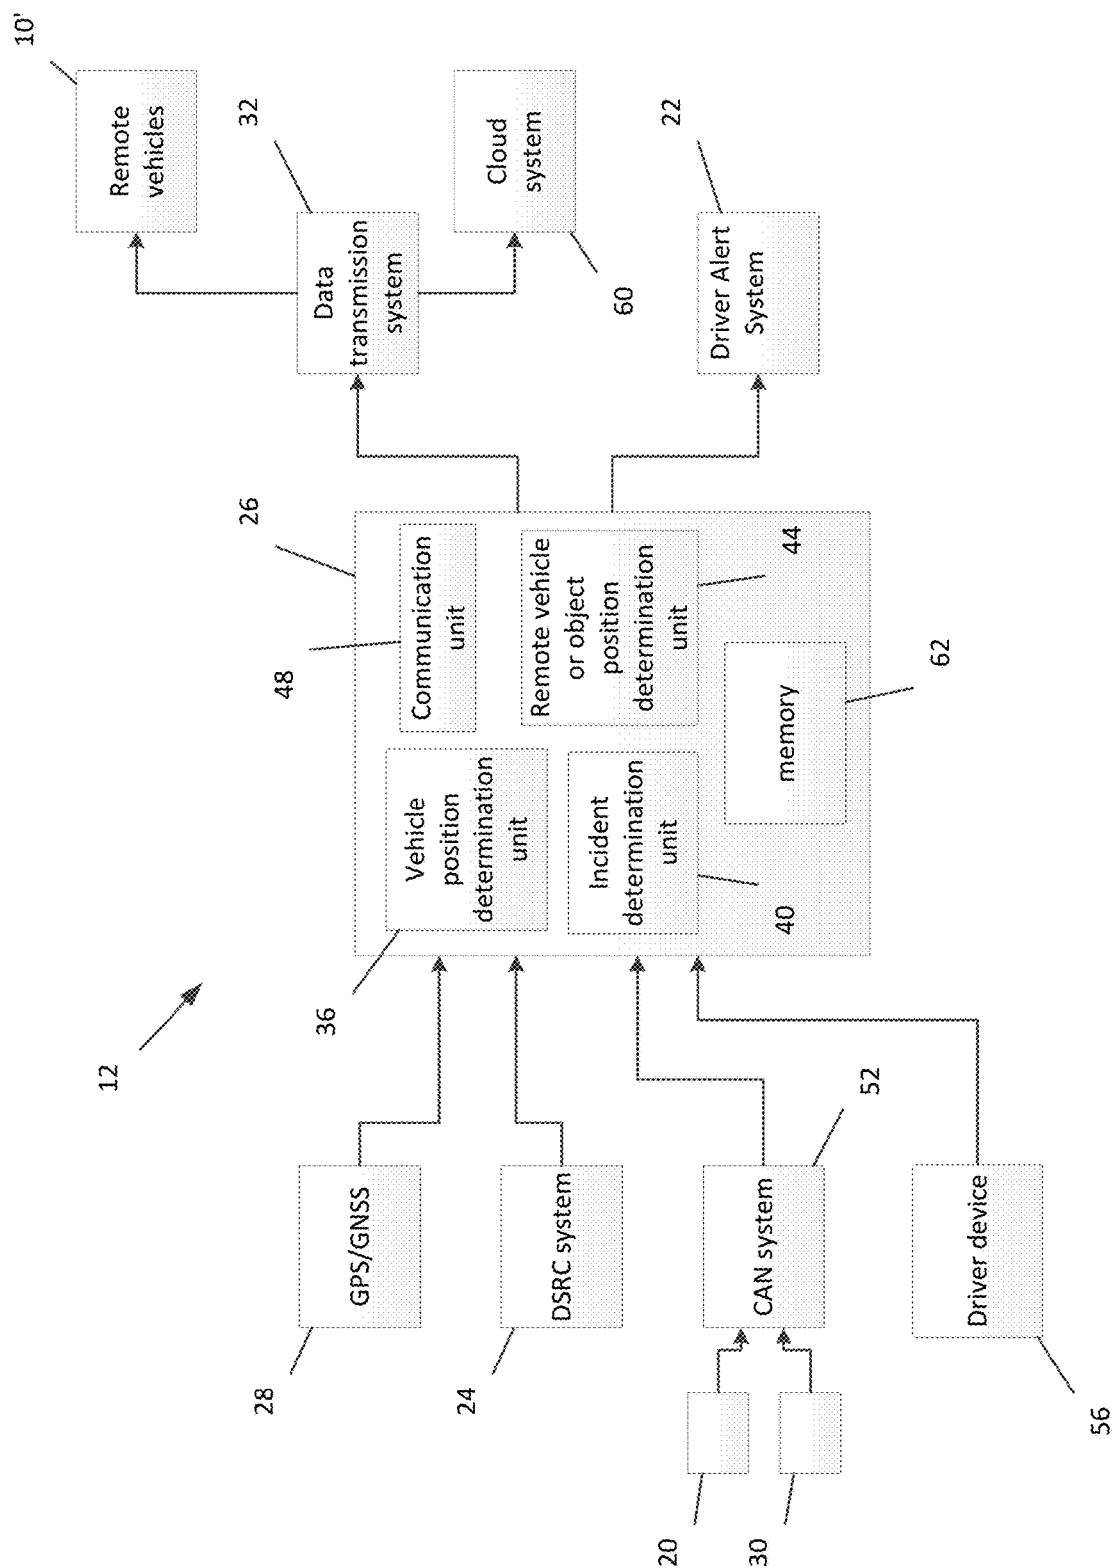 12
28
GPS/GNSS
24
DSRC system
20
30
CAN system
52
Driver device
56
26
36
Vehicle
position
determination
unit
48
Communication
unit
Incident
determination
unit
40
Remote vehicle
or object
position
determination
unit
44
memory
62
Data
transmission
system
32
Remote
vehicles
10'
Cloud
system
60
Driver Alert
System
22